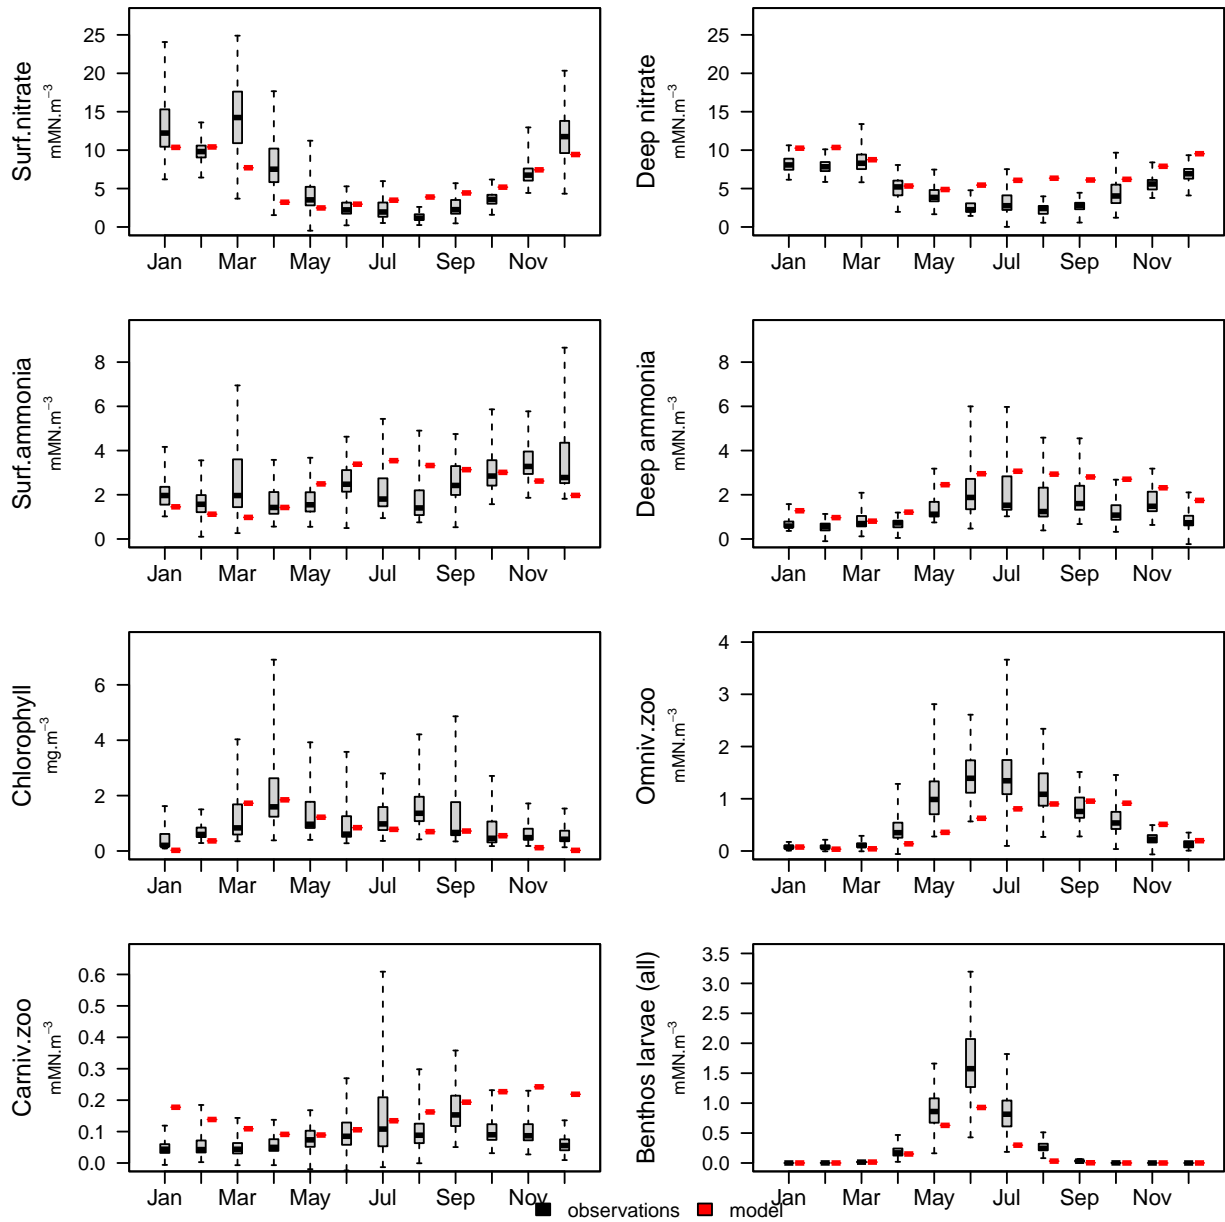 Surf.nitrate
mMN.m⁻³
25
20
15
10
5
0
Jan Mar May Jul Sep Nov
Deep nitrate
mMN.m⁻³
25
20
15
10
5
0
Jan Mar May Jul Sep Nov
Surf.ammonia
mMN.m⁻³
8
6
4
2
0
Jan Mar May Jul Sep Nov
Deep ammonia
mMN.m⁻³
8
6
4
2
0
Jan Mar May Jul Sep Nov
Chlorophyll
mg.m⁻³
6
4
2
0
Jan Mar May Jul Sep Nov
Omniv.zoo
mMN.m⁻³
4
3
2
1
0
Jan Mar May Jul Sep Nov
Carniv.zoo
mMN.m⁻³
0.6
0.5
0.4
0.3
0.2
0.1
0.0
Jan Mar May Jul Sep Nov
Benthos larvae (all)
mMN.m⁻³
3.5
3.0
2.5
2.0
1.5
1.0
0.5
0.0
Jan Mar May Jul Sep Nov
observations model